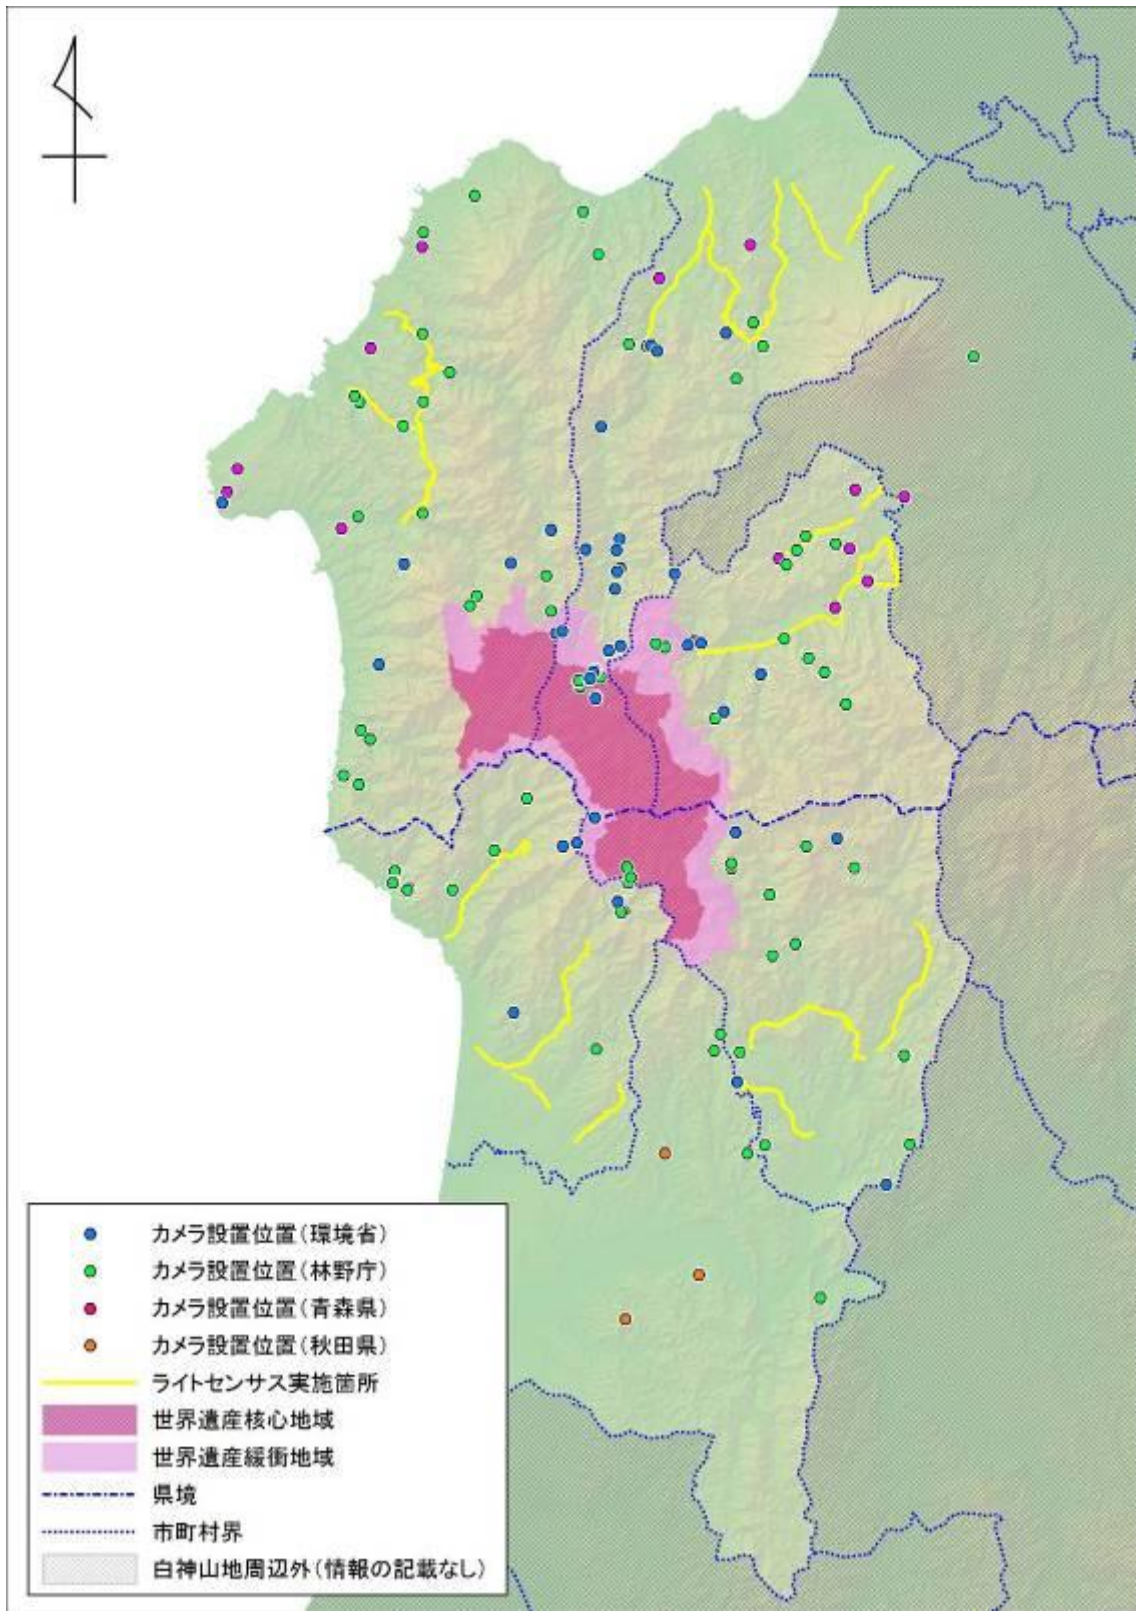 カメラ設置位置(環境省)
カメラ設置位置(林野庁)
カメラ設置位置(青森県)
カメラ設置位置(秋田県)
ライトセンサス実施箇所
世界遺産核心地域
世界遺産緩衝地域
県境
市町村界
白神山地周辺外(情報の記載なし)